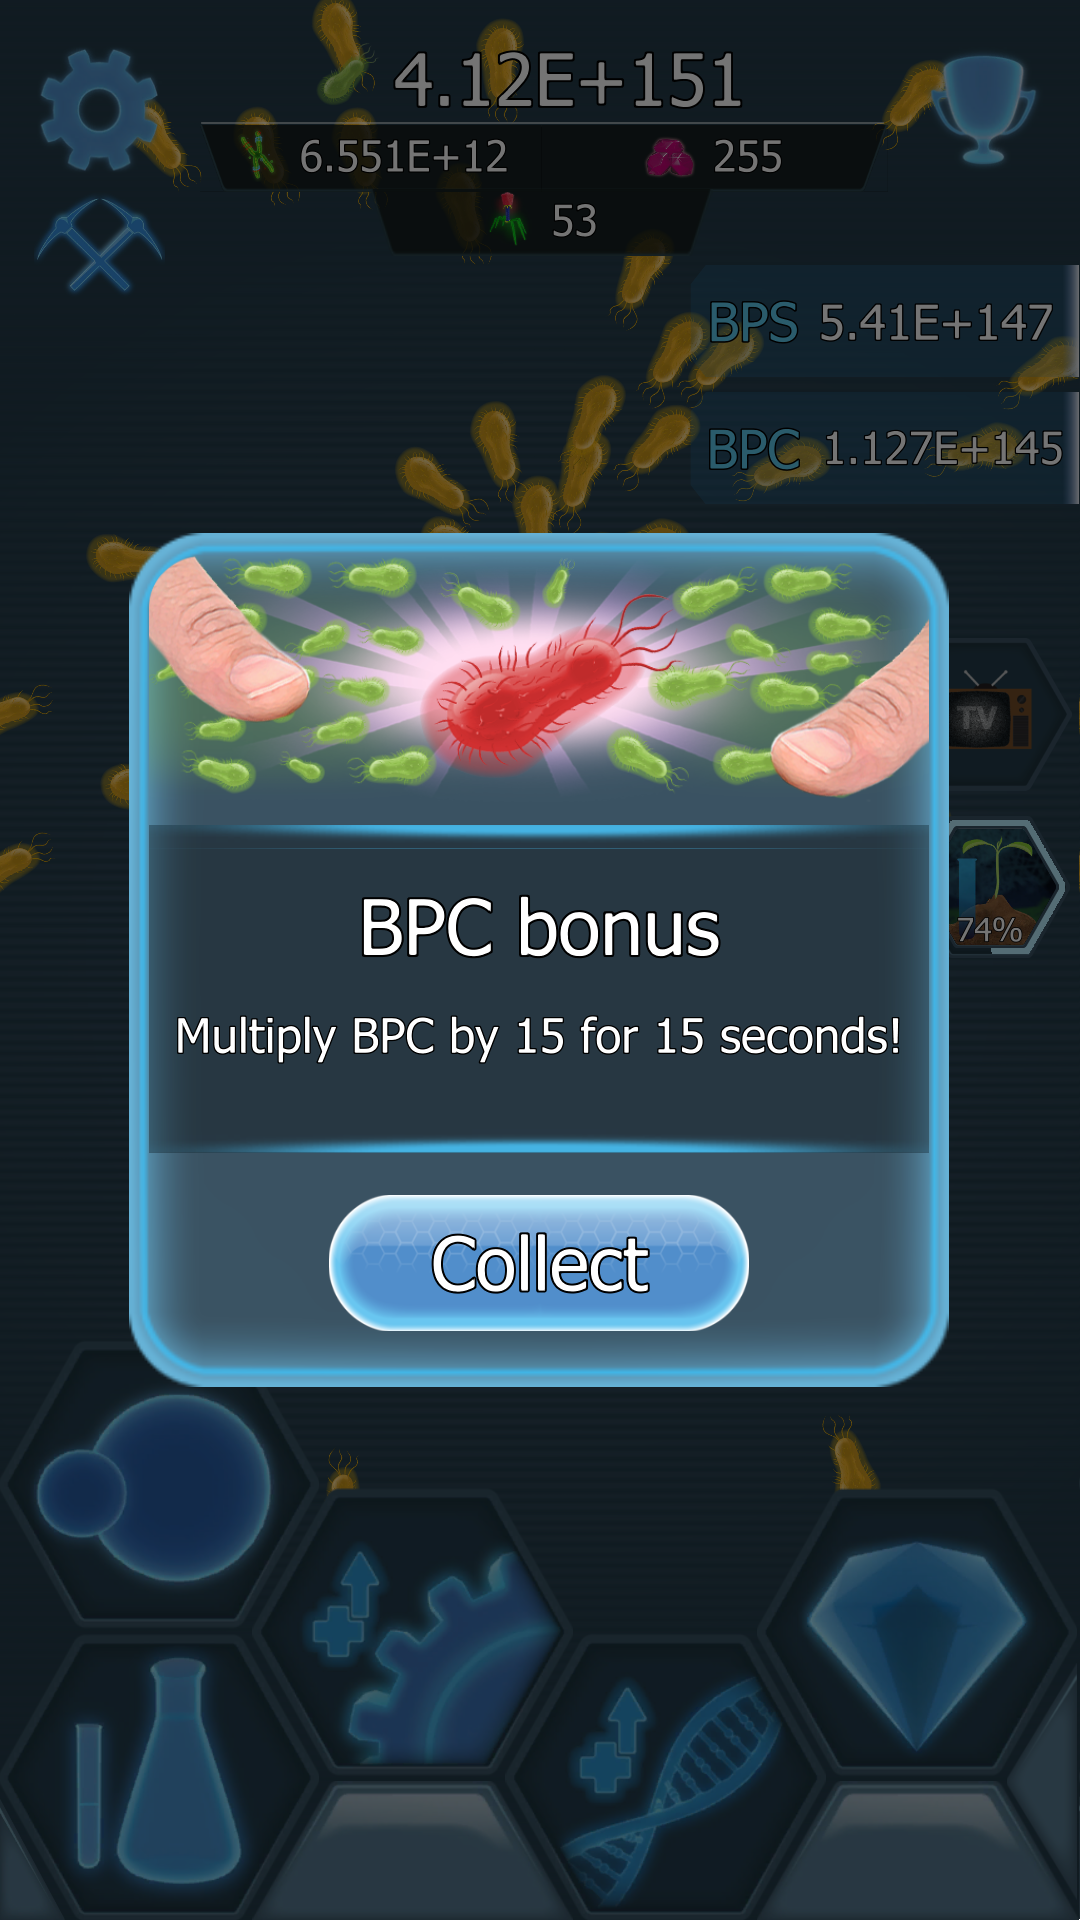 4.12E+151
6.551E+12
255
53
BPS 5.41E+147
BPC 1.127E+145
TV
74%
BPC bonus
Multiply BPC by 15 for 15 seconds!
Collect